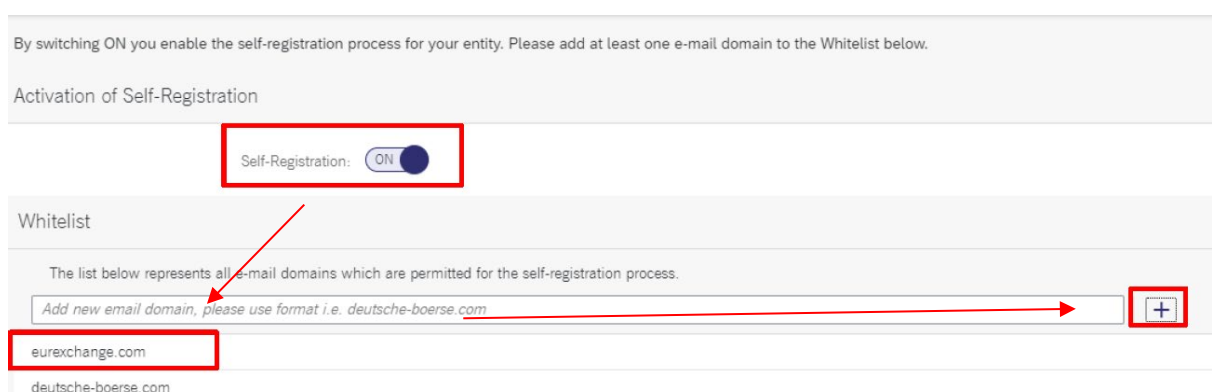 By switching ON you enable the self-registration process for your entity. Please add at least one e-mail domain to the Whitelist below.
Activation of Self-Registration
Self-Registration: ON
Whitelist
The list below represents all e-mail domains which are permitted for the self-registration process.
Add new email domain, please use format i.e. deutsche-boerse.com
+
eurexchange.com
deutsche-boerse.com